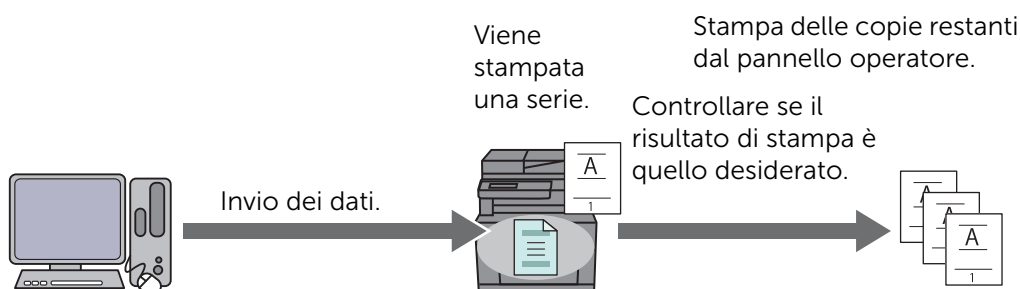 Viene
stampata
una serie.
Stampa delle copie restanti
dal pannello operatore.
Controllare se il
risultato di stampa è
quello desiderato.
Invio dei dati.
A
1
A
1